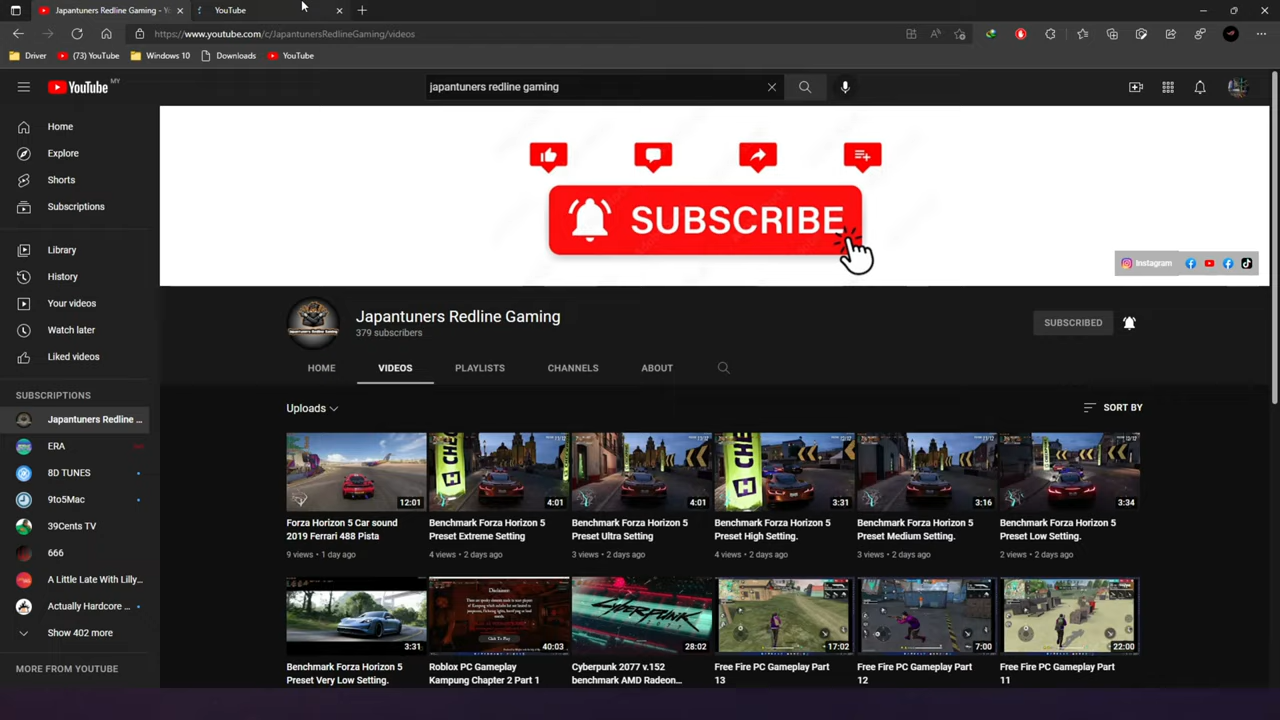 Japantuners Redline Gaming - Y
YouTube
https://www.youtube.com/c/JapantunersRedlineGaming/videos
Driver
(73) YouTube
Windows 10
Downloads
YouTube
YouTube MY
japantuners redline gaming
Home
Explore
Shorts
Subscriptions
Library
History
Your videos
Watch later
Liked videos
SUBSCRIPTIONS
Japantuners Redline ...
ERA
8D TUNES
9to5Mac
39Cents TV
666
A Little Late With Lilly...
Actually Hardcore ...
Show 402 more
MORE FROM YOUTUBE
SUBSCRIBE
Instagram
Japantuners Redline Gaming
379 subscribers
SUBSCRIBED
HOME
VIDEOS
PLAYLISTS
CHANNELS
ABOUT
Uploads
SORT BY
12:01
Forza Horizon 5 Car sound
2019 Ferrari 488 Pista
9 views • 1 day ago
4:01
Benchmark Forza Horizon 5
Preset Extreme Setting
4 views • 2 days ago
4:01
Benchmark Forza Horizon 5
Preset Ultra Setting
3 views • 2 days ago
3:31
Benchmark Forza Horizon 5
Preset High Setting.
4 views • 2 days ago
3:16
Benchmark Forza Horizon 5
Preset Medium Setting.
3 views • 2 days ago
3:34
Benchmark Forza Horizon 5
Preset Low Setting.
2 views • 2 days ago
3:31
Benchmark Forza Horizon 5
Preset Very Low Setting.
Disclaimer
Click To Play
40:03
Roblox PC Gameplay
Kampung Chapter 2 Part 1
CYBERPUNK
28:02
Cyberpunk 2077 v.152
benchmark AMD Radeon...
17:02
Free Fire PC Gameplay Part
13
7:00
Free Fire PC Gameplay Part
12
22:00
Free Fire PC Gameplay Part
11